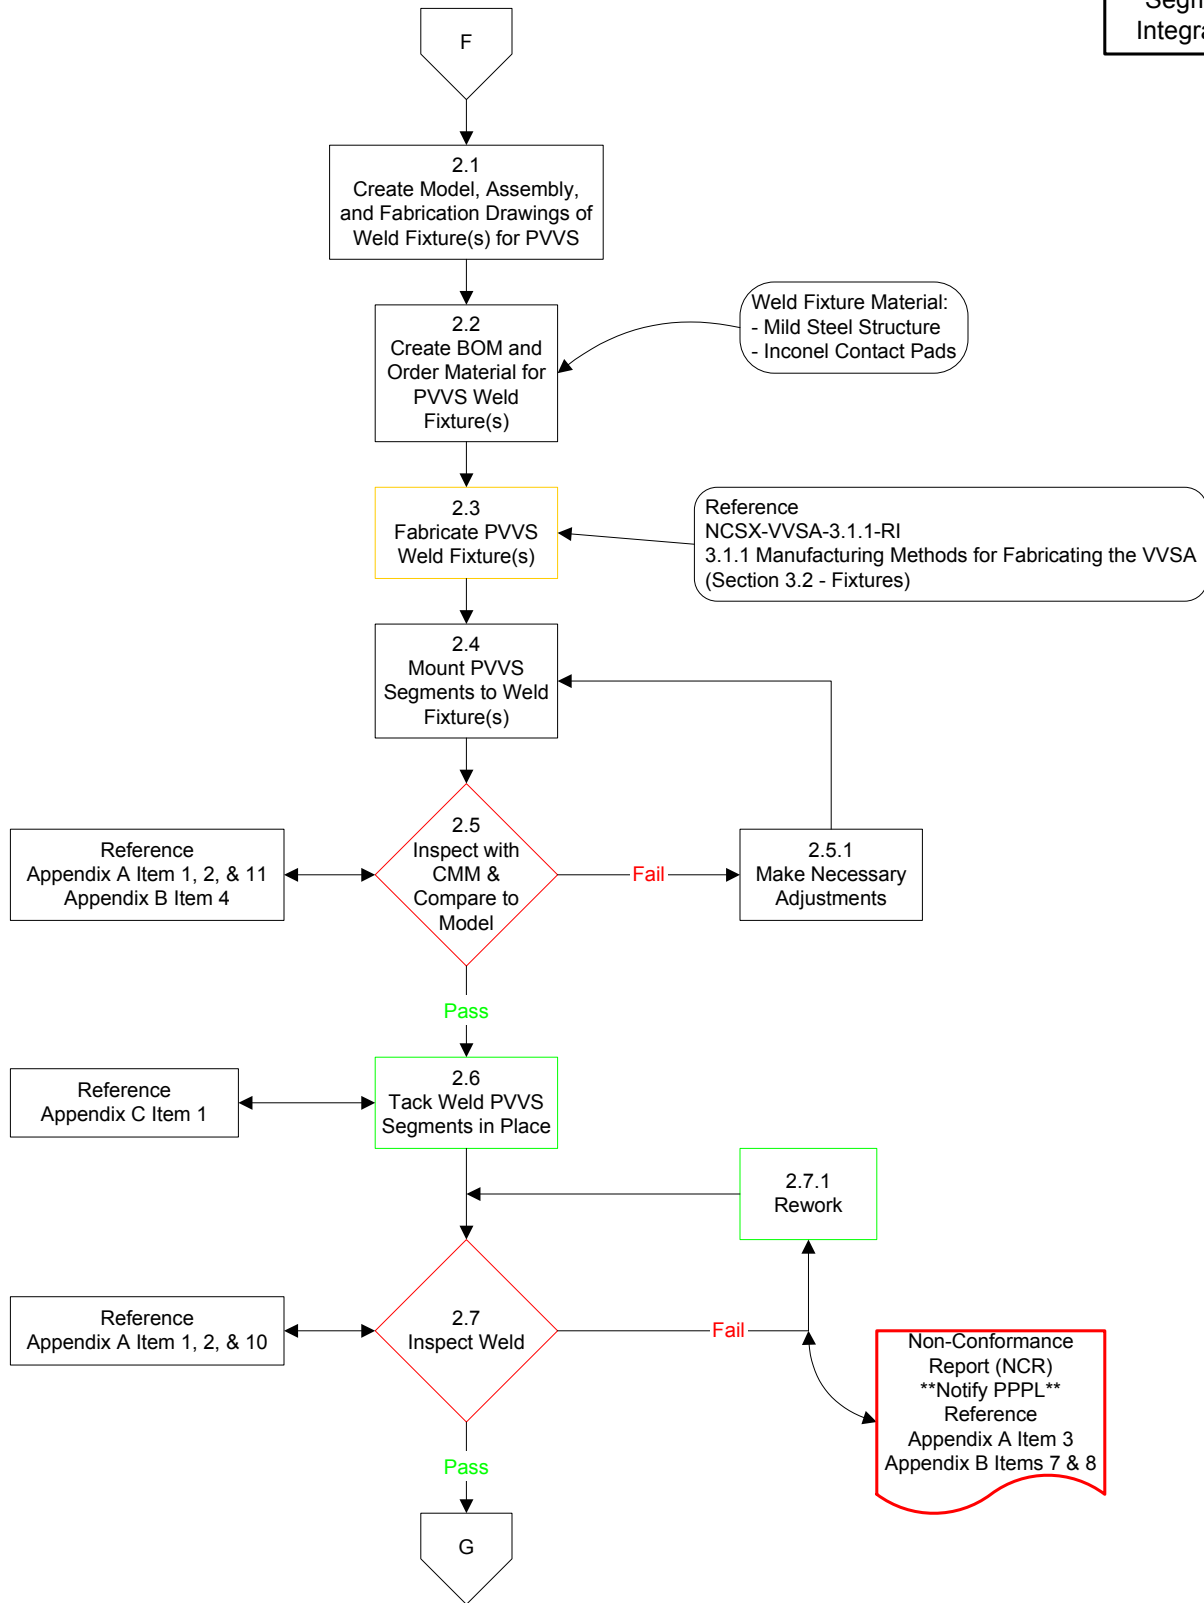 Segm
Integra
F
2.1
Create Model, Assembly,
and Fabrication Drawings of
Weld Fixture(s) for PVVS
2.2
Create BOM and
Order Material for
PVVS Weld
Fixture(s)
Weld Fixture Material:
- Mild Steel Structure
- Inconel Contact Pads
2.3
Fabricate PVVS
Weld Fixture(s)
Reference
NCSX-VVSA-3.1.1-RI
3.1.1 Manufacturing Methods for Fabricating the VVSA
(Section 3.2 - Fixtures)
2.4
Mount PVVS
Segments to Weld
Fixture(s)
2.5
Inspect with
CMM &
Compare to
Model
Reference
Appendix A Item 1, 2, & 11
Appendix B Item 4
Fail
2.5.1
Make Necessary
Adjustments
Pass
2.6
Tack Weld PVVS
Segments in Place
Reference
Appendix C Item 1
2.7.1
Rework
2.7
Inspect Weld
Reference
Appendix A Item 1, 2, & 10
Fail
Non-Conformance
Report (NCR)
**Notify PPPL**
Reference
Appendix A Item 3
Appendix B Items 7 & 8
Pass
G